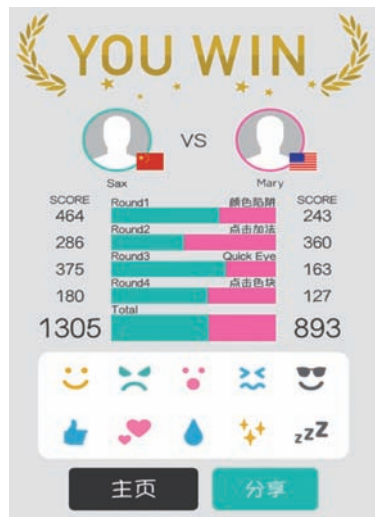 YOU WIN
VS
Sax Mary
SCORE Round1 颜色陷阱 SCORE
464 243
Round2 点击加法
286 360
Round3 Quick Eye
375 163
Round4 点击色块
180 127
Total
1305 893
zzZ
主页 分享